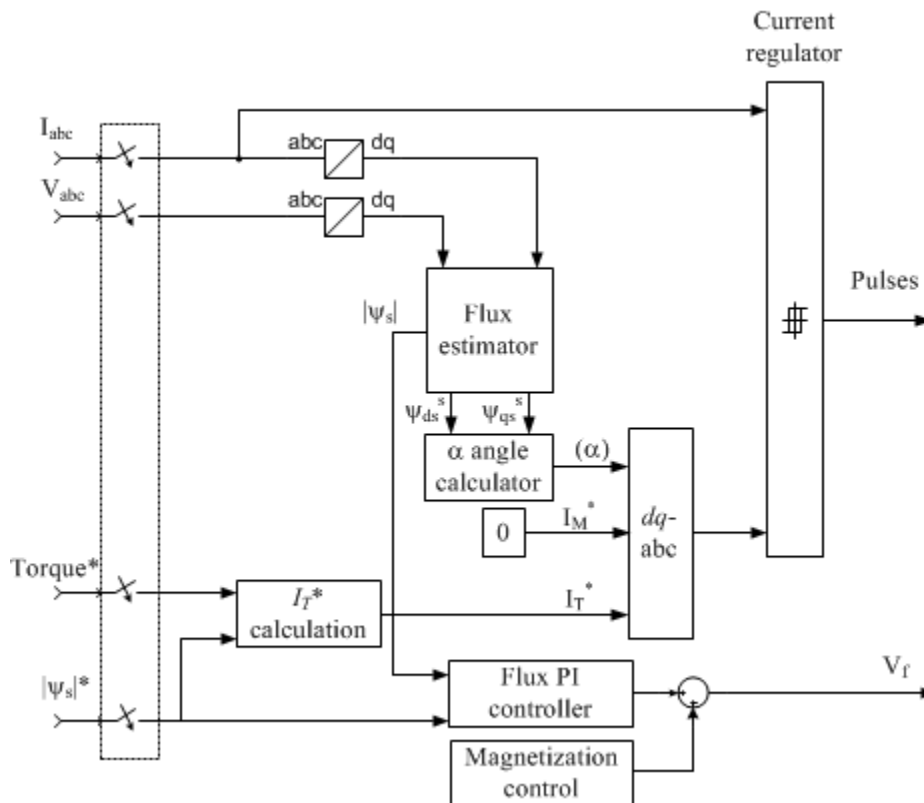 Current
regulator
I_abc
abc dq
V_abc
abc dq
Pulses
|ψ_s|
Flux
estimator
ψ_ds^s ψ_qs^s
α angle
calculator
(α)
0
I_M^*
dq-
abc
Torque*
I_T*
calculation
I_T^*
|ψ_s|*
Flux PI
controller
V_f
Magnetization
control